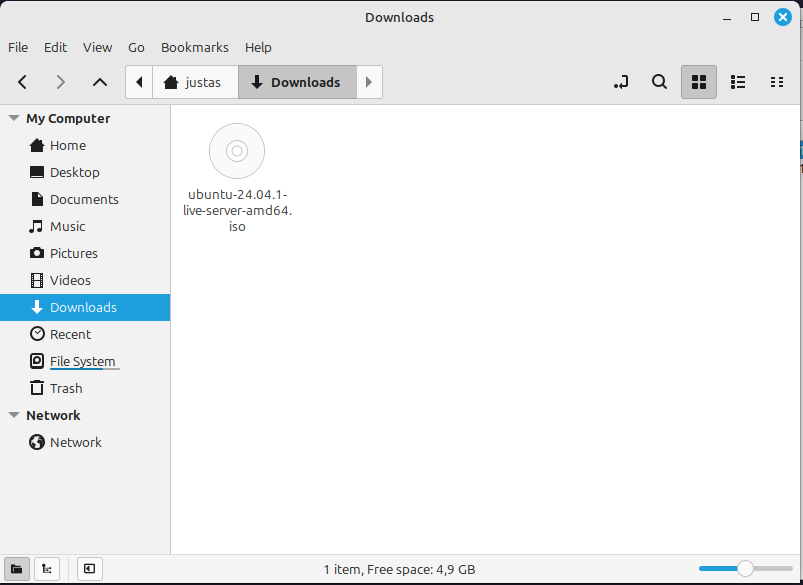 Downloads
File Edit View Go Bookmarks Help
justas Downloads
My Computer
Home
Desktop
Documents
Music
Pictures
Videos
Downloads
Recent
File System
Trash
Network
Network
ubuntu-24.04.1-
live-server-amd64.
iso
1 item, Free space: 4,9 GB